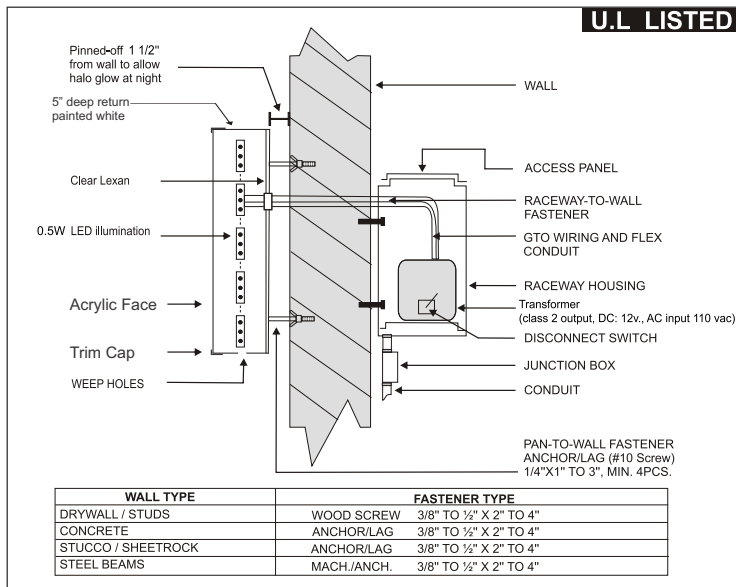 U.L LISTED
Pinned-off 1 1/2"
from wall to allow
halo glow at night
5" deep return
painted white
Clear Lexan
0.5W LED illumination
Acrylic Face
Trim Cap
WEEP HOLES
WALL
ACCESS PANEL
RACEWAY-TO-WALL
FASTENER
GTO WIRING AND FLEX
CONDUIT
RACEWAY HOUSING
Transformer
(class 2 output, DC: 12v., AC input 110 vac)
DISCONNECT SWITCH
JUNCTION BOX
CONDUIT
PAN-TO-WALL FASTENER
ANCHOR/LAG (#10 Screw)
1/4"X1" TO 3", MIN. 4PCS.
WALL TYPE FASTENER TYPE
DRYWALL / STUDS WOOD SCREW 3/8" TO ½" X 2" TO 4"
CONCRETE ANCHOR/LAG 3/8" TO ½" X 2" TO 4"
STUCCO / SHEETROCK ANCHOR/LAG 3/8" TO ½" X 2" TO 4"
STEEL BEAMS MACH./ANCH. 3/8" TO ½" X 2" TO 4"